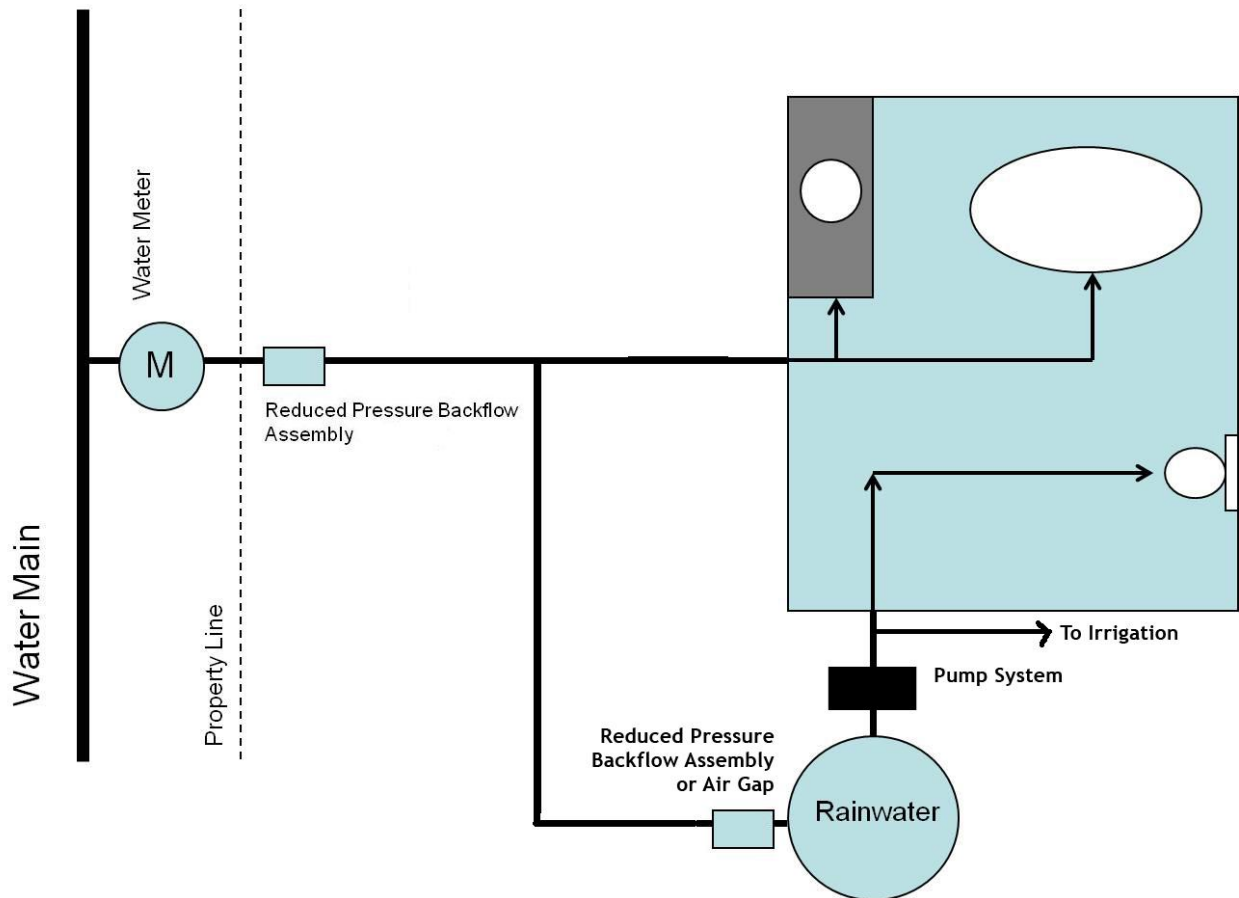 Water Main
Water Meter
M
Property Line
Reduced Pressure Backflow
Assembly
To Irrigation
Pump System
Reduced Pressure
Backflow Assembly
or Air Gap
Rainwater